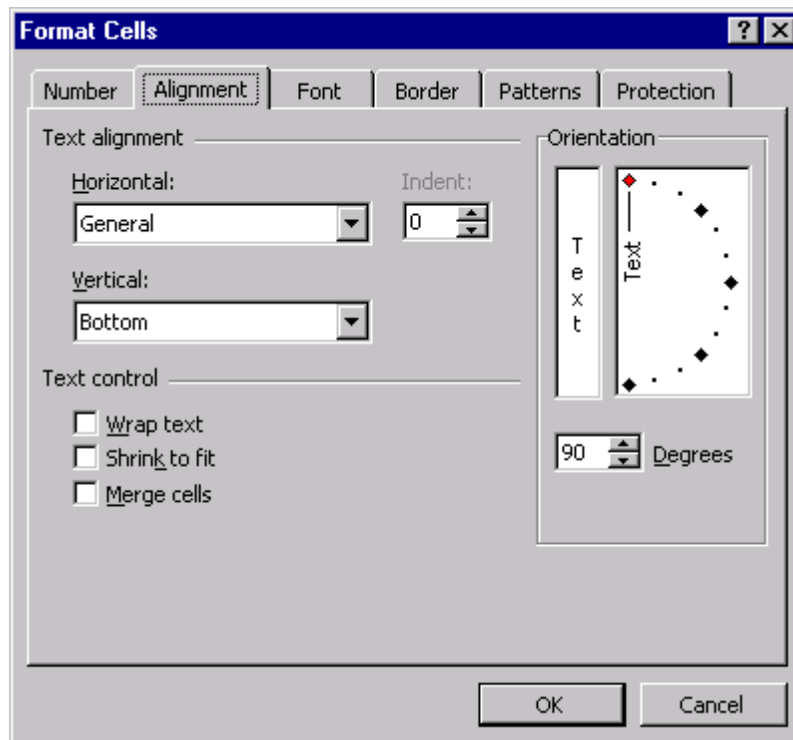 Format Cells
Number Alignment Font Border Patterns Protection
Text alignment
Horizontal: Indent:
General 0
Vertical:
Bottom
Text control
Wrap text
Shrink to fit
Merge cells
Orientation
Text
Text
90 Degrees
OK Cancel